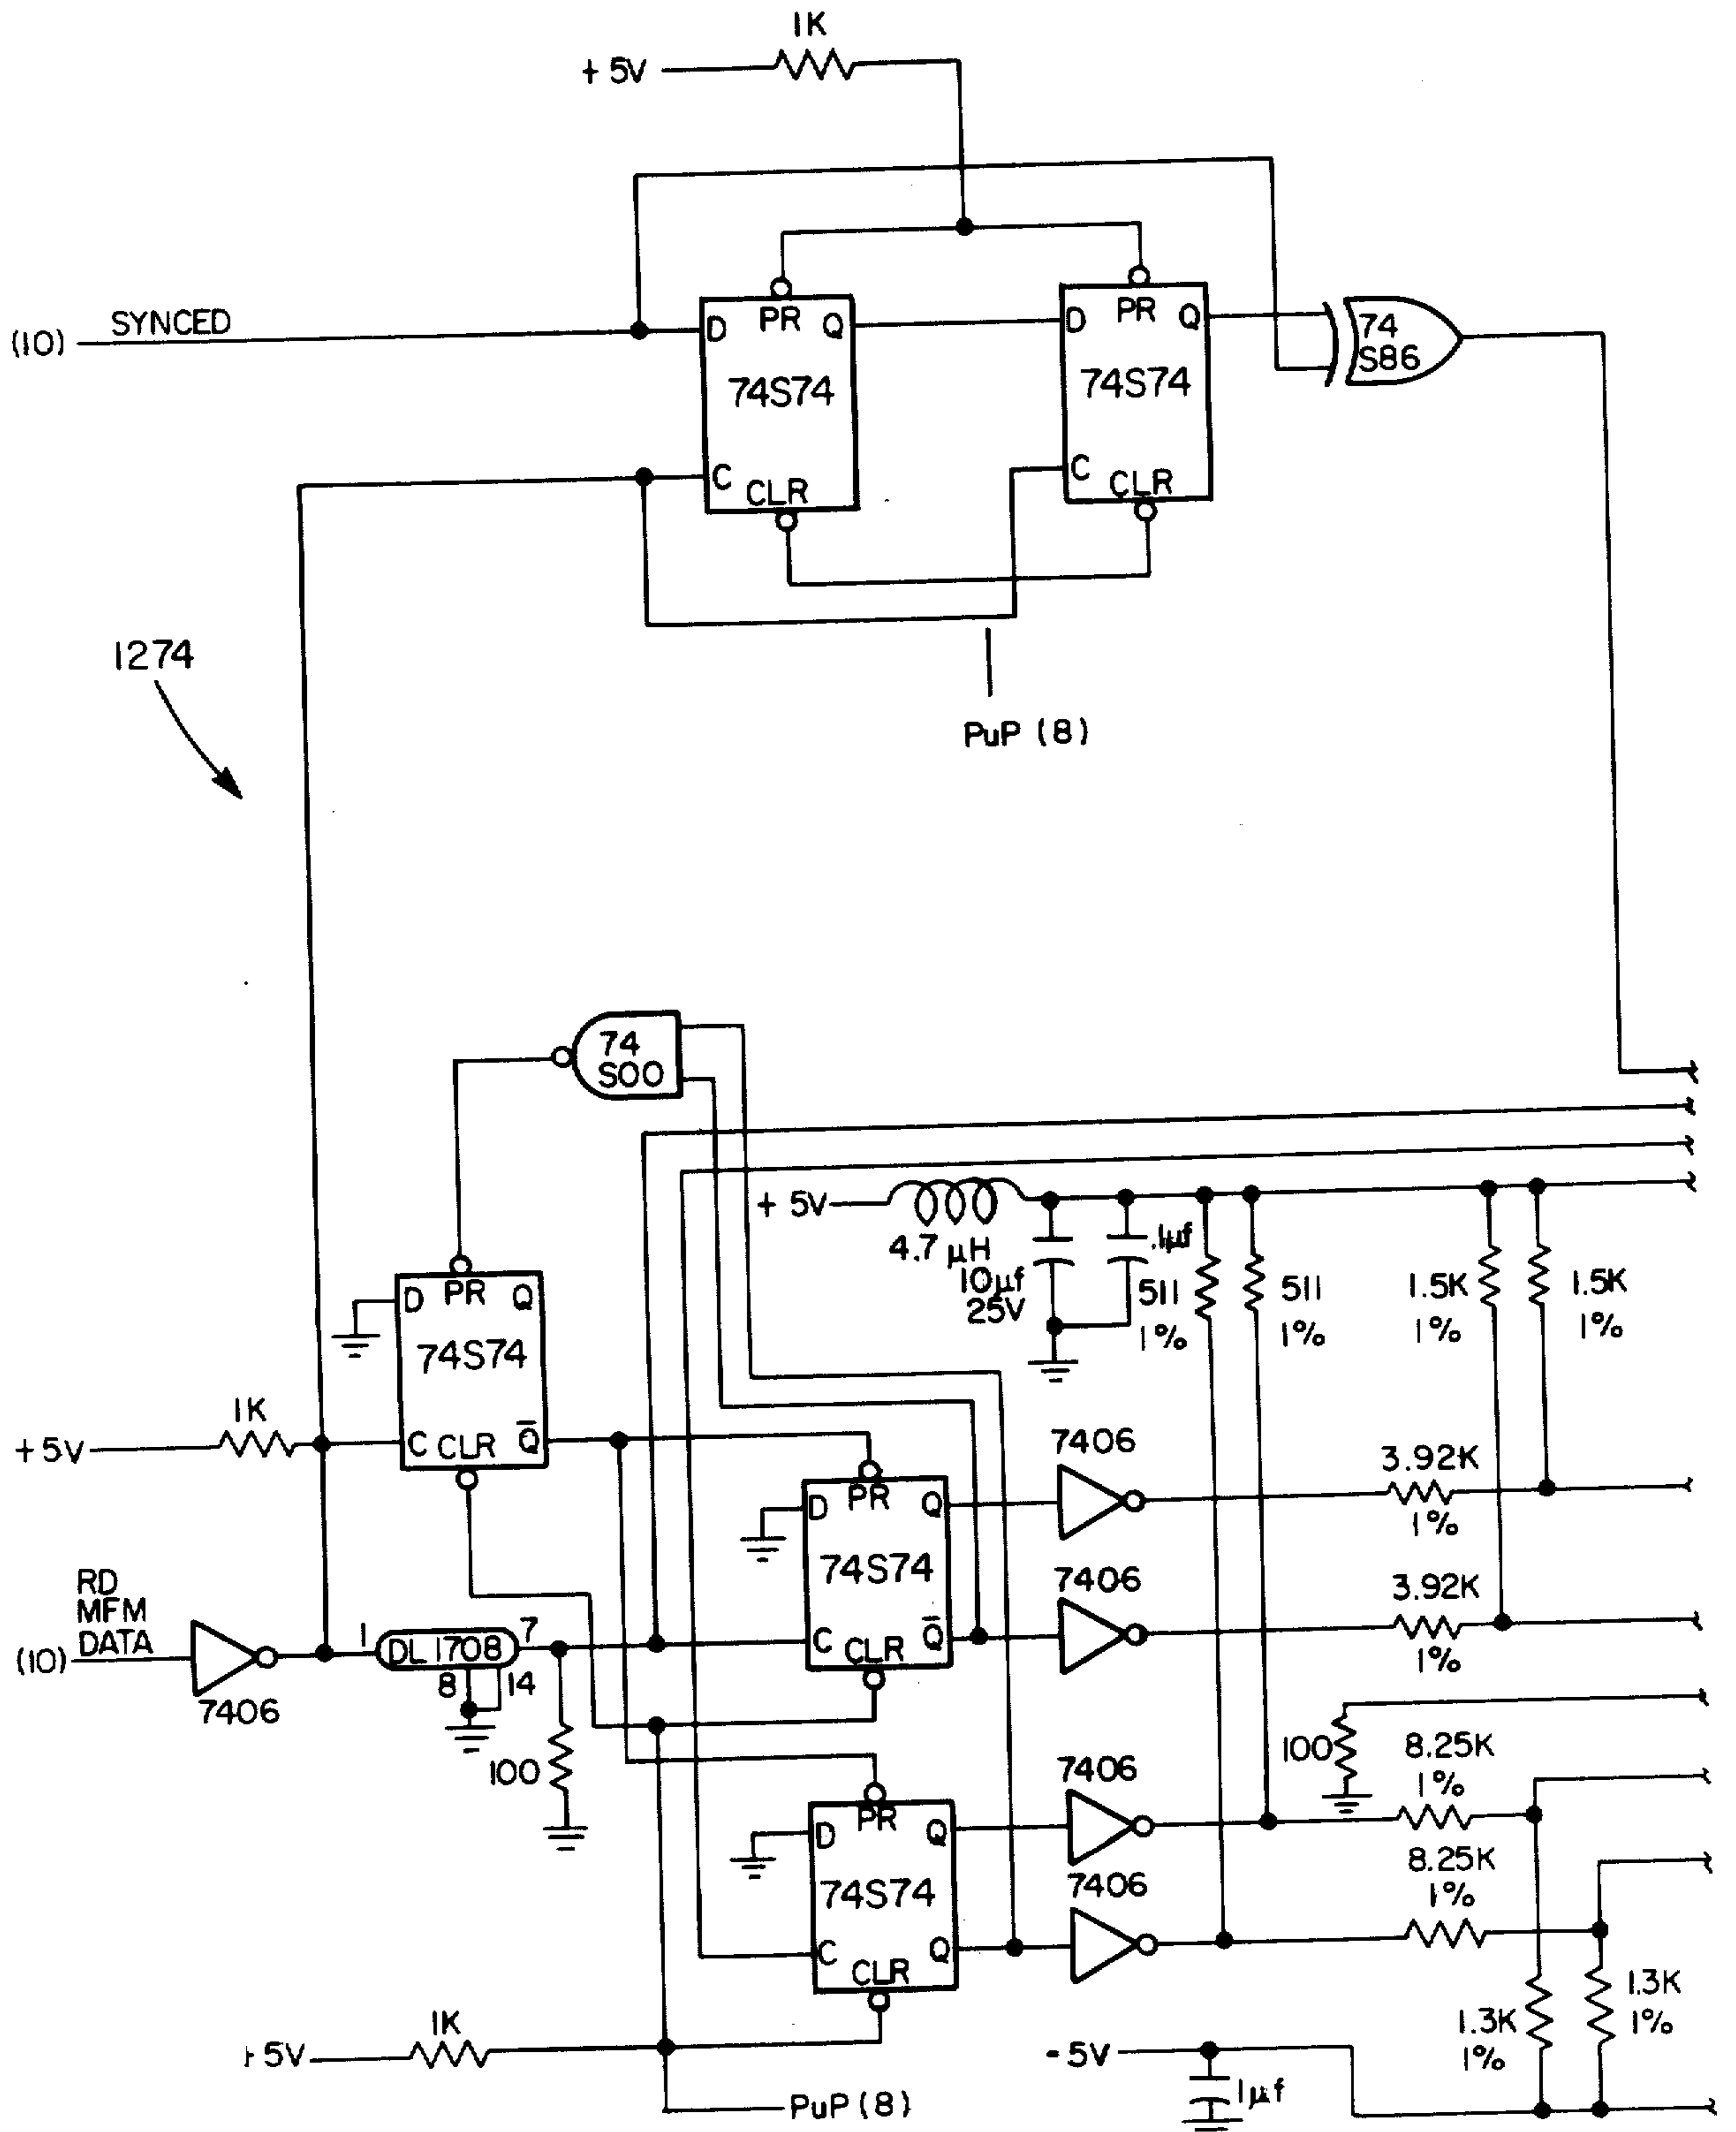 1K
+ 5V
(10) SYNCED
D PR Q
74S74
C CLR
D PR Q
74S74
C CLR
74
S86
1274
PuP (8)
74
S00
+ 5V
4.7 μH
10μf
25V
.1μf
511
1%
511
1%
1.5K
1%
1.5K
1%
D PR Q
74S74
C CLR Q̅
1K
+5V
7406
3.92K
1%
D PR Q
74S74
C CLR Q̅
7406
3.92K
1%
RD
MFM
DATA
(10)
7406
1 DL1708 7
8 14
100
100
8.25K
1%
7406
D PR Q
74S74
C CLR Q
7406
8.25K
1%
1.3K
1%
1.3K
1%
1K
+5V
PuP (8)
- 5V
1μf